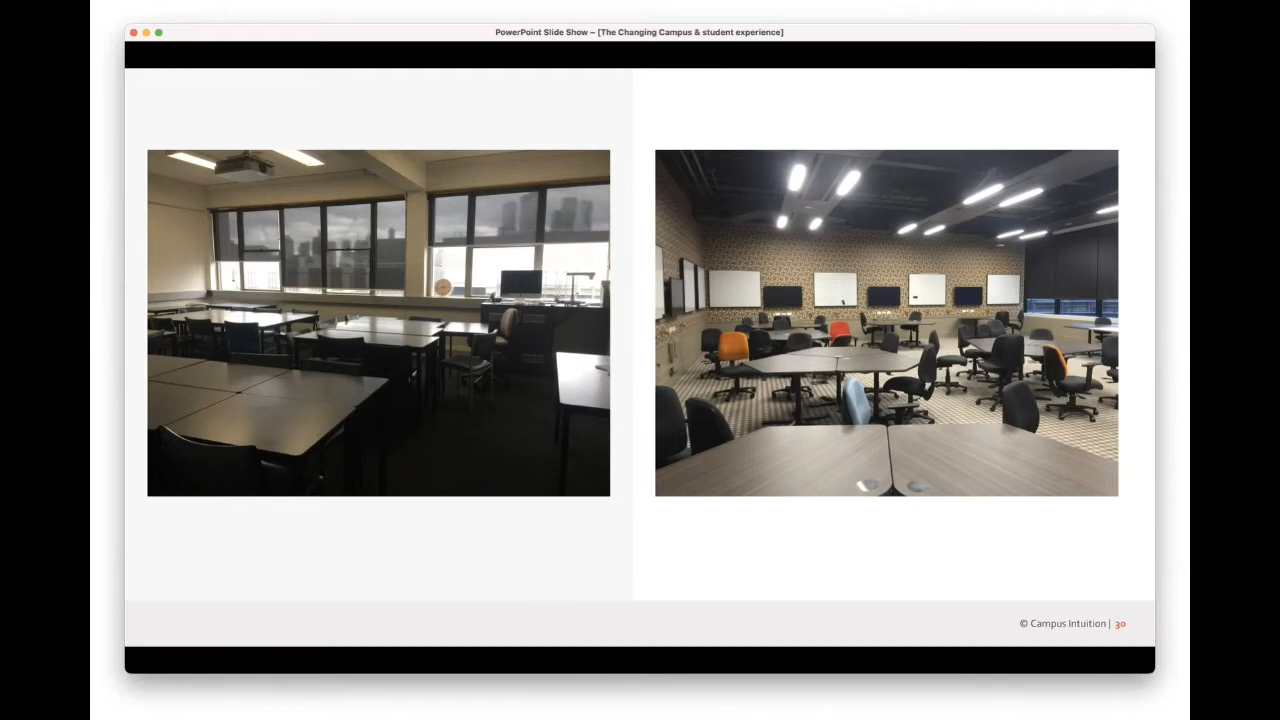 PowerPoint Slide Show – [The Changing Campus & student experience]
© Campus Intuition | 30